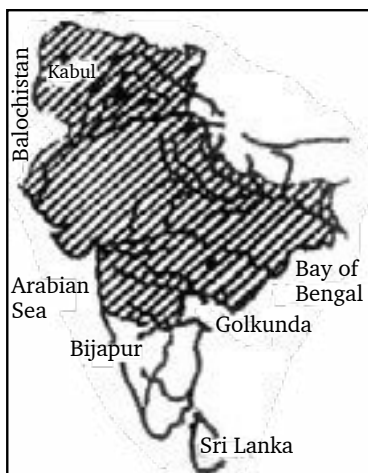 Kabul
Balochistan
Arabian
Sea
Bay of
Bengal
Golkunda
Bijapur
Sri Lanka